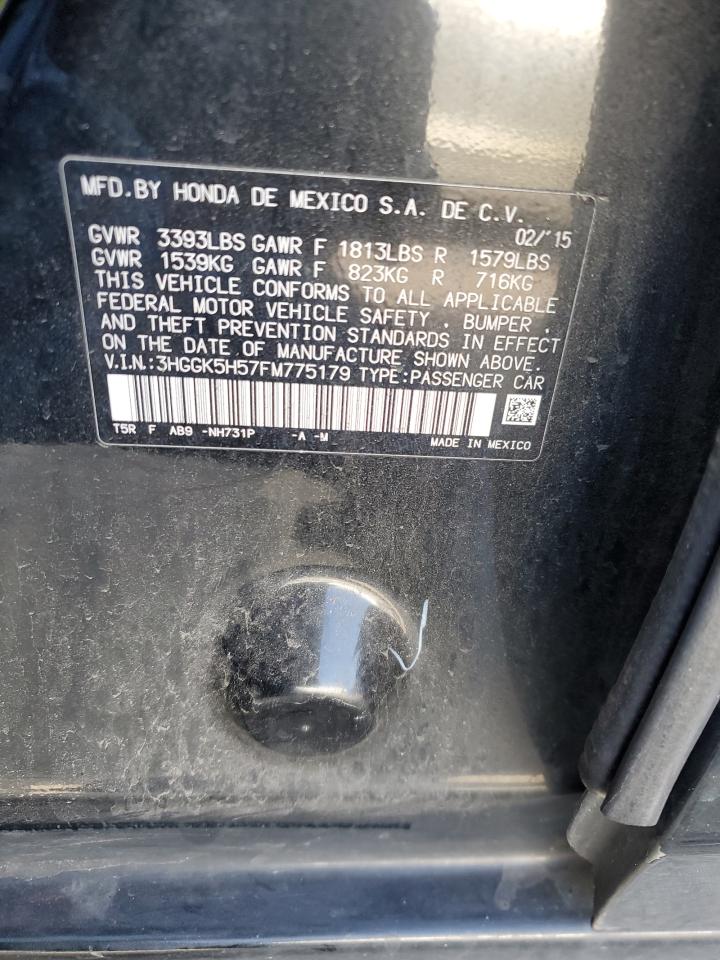 MFD.BY HONDA DE MEXICO S.A. DE C.V.
02/'15
GVWR 3393LBS GAWR F 1813LBS R 1579LBS
GVWR 1539KG GAWR F 823KG R 716KG
THIS VEHICLE CONFORMS TO ALL APPLICABLE
FEDERAL MOTOR VEHICLE SAFETY , BUMPER ,
AND THEFT PREVENTION STANDARDS IN EFFECT
ON THE DATE OF MANUFACTURE SHOWN ABOVE.
V.I.N.:3HGGK5H57FM775179 TYPE:PASSENGER CAR
T5R F AB9 -NH731P -A -M MADE IN MEXICO